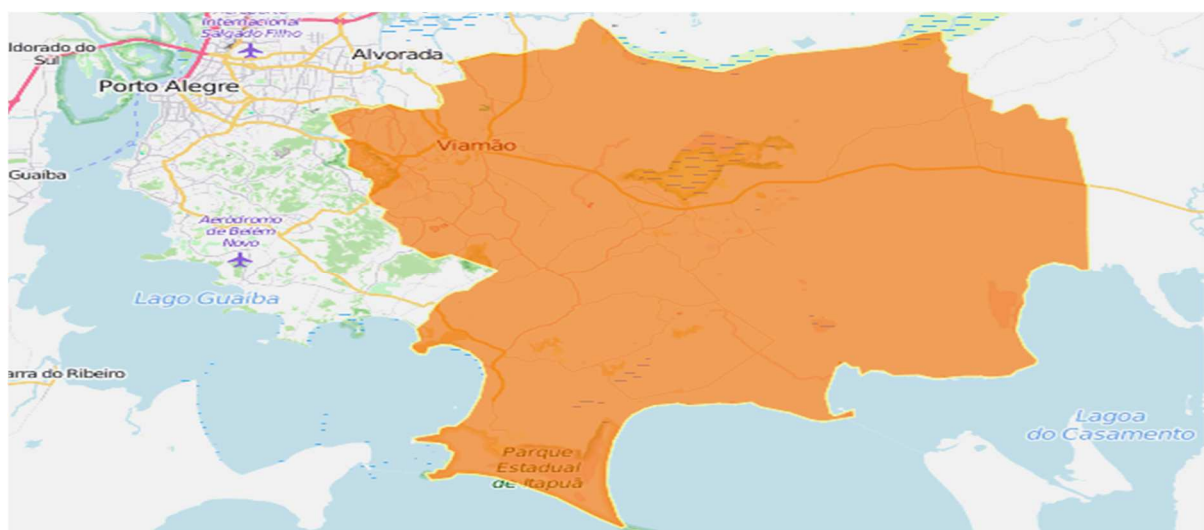 Internacional
Salgado Filho
Alvorada
Porto Alegre
Viamão
Guaíba
Aeródromo
de Belém
Novo
Lago Guaíba
arra do Ribeiro
Lagoa
do Casamento
Parque
Estadual
de Itapuã
ldorado do
Sul